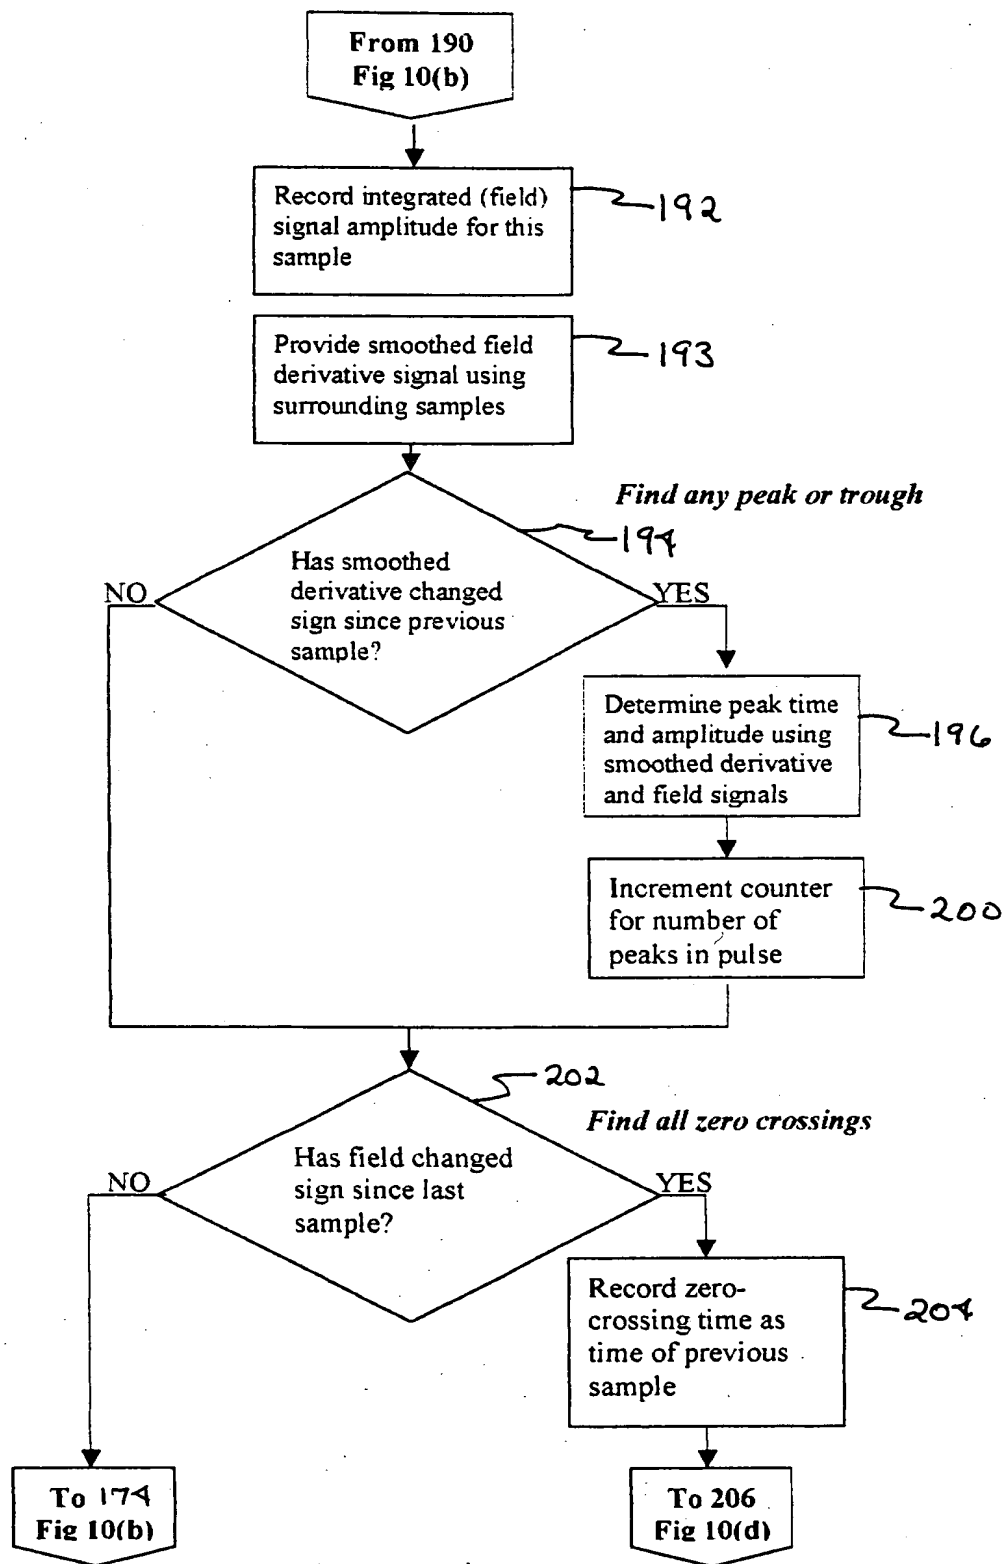 From 190
Fig 10(b)
Record integrated (field)
signal amplitude for this
sample
192
Provide smoothed field
derivative signal using
surrounding samples
193
Find any peak or trough
194
Has smoothed
derivative changed
sign since previous
sample?
NO
YES
Determine peak time
and amplitude using
smoothed derivative
and field signals
196
Increment counter
for number of
peaks in pulse
200
202
Find all zero crossings
Has field changed
sign since last
sample?
NO
YES
Record zero-
crossing time as
time of previous
sample
204
To 174
Fig 10(b)
To 206
Fig 10(d)